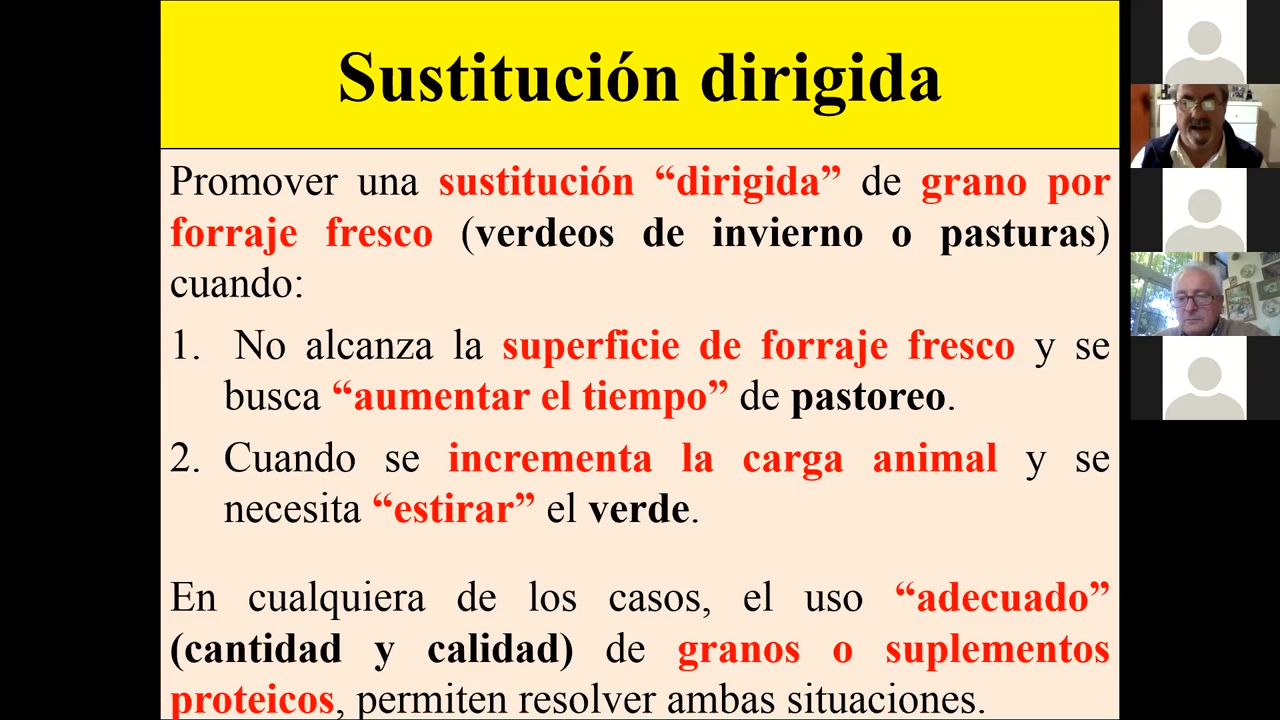 Sustitución dirigida
Promover una sustitución “dirigida” de grano por
forraje fresco (verdeos de invierno o pasturas)
cuando:
1. No alcanza la superficie de forraje fresco y se
busca “aumentar el tiempo” de pastoreo.
2. Cuando se incrementa la carga animal y se
necesita “estirar” el verde.
En cualquiera de los casos, el uso “adecuado”
(cantidad y calidad) de granos o suplementos
proteicos, permiten resolver ambas situaciones.